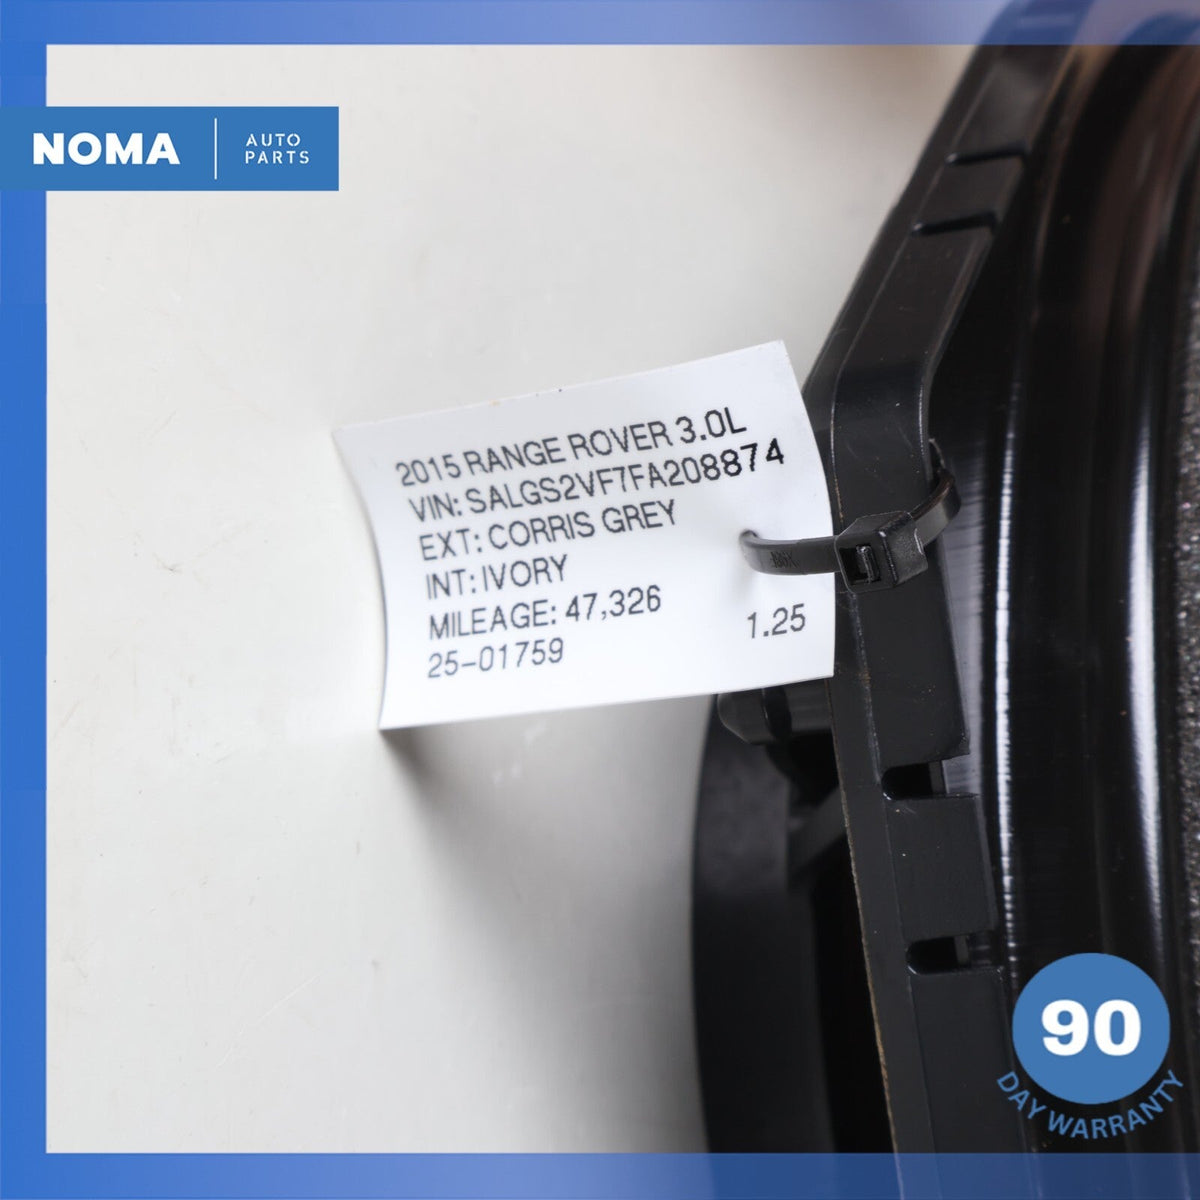 NOMA
AUTO
PARTS
2015 RANGE ROVER 3.0L
VIN: SALGS2VF7FA208874
EXT: CORRIS GREY
INT: IVORY
MILEAGE: 47,326
25-01759
1.25
90
DAY WARRANTY